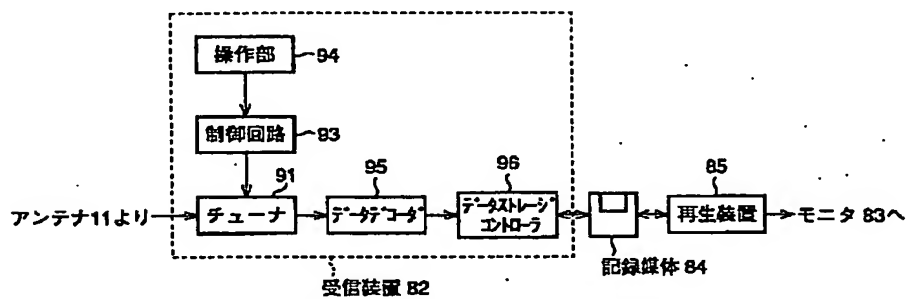 操作部
94
制御回路
93
91
95
96
85
アンテナ11より
チューナ
データデコーダ
データストレージ
コントローラ
再生装置
モニタ 83へ
記録媒体 84
受信装置 82